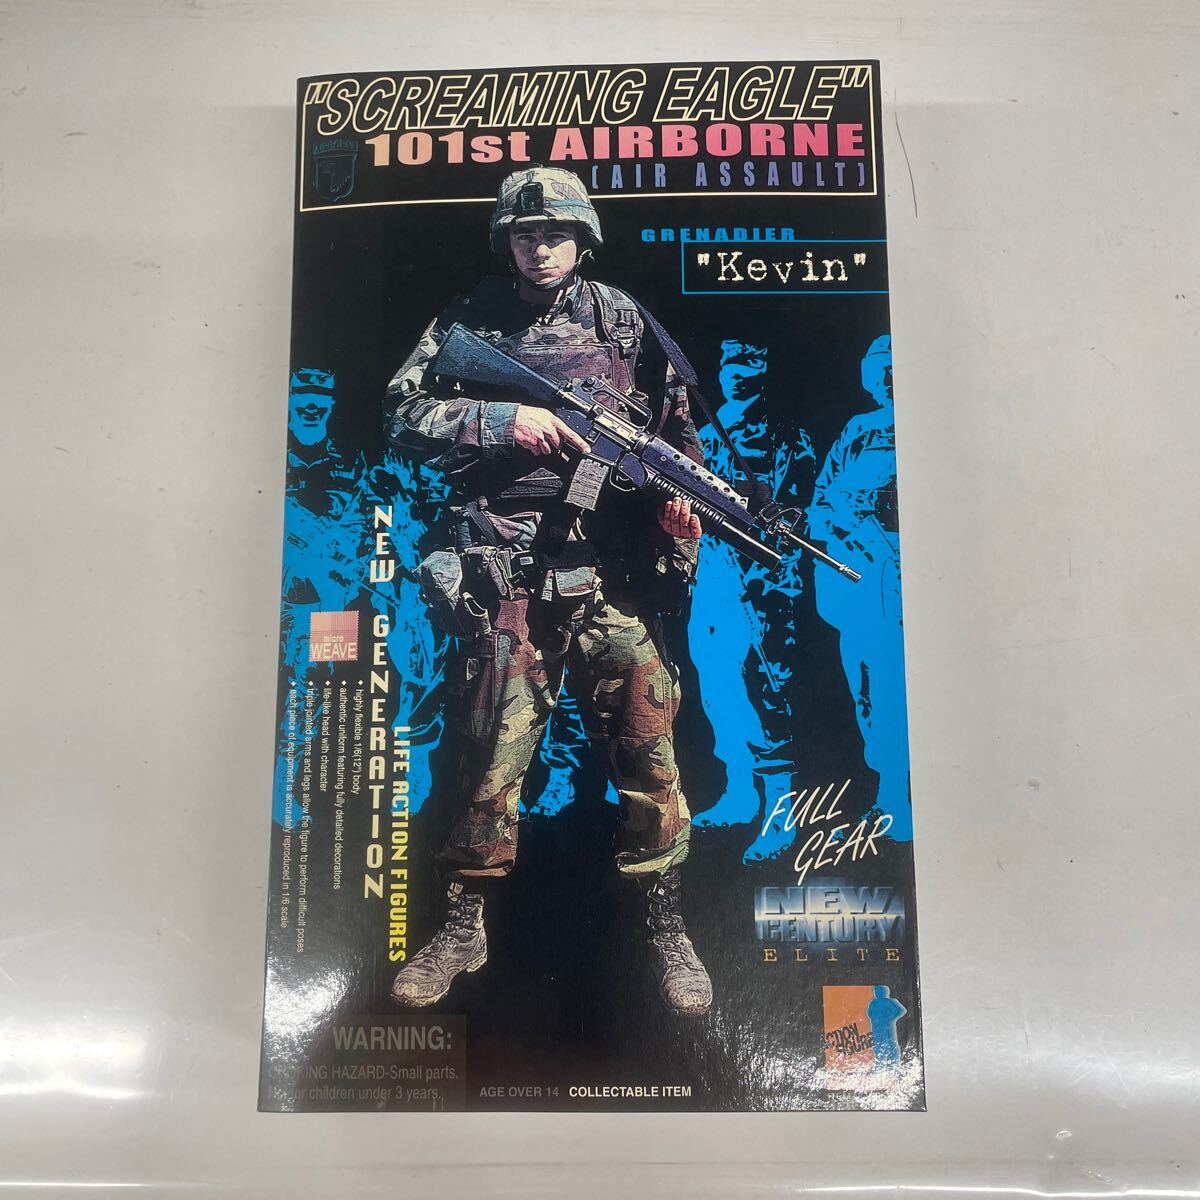 "SCREAMING EAGLE"
101st AIRBORNE
(AIR ASSAULT)
GRENADIER
"Kevin"
NEW GENERATION
LIFE ACTION FIGURES
micro
WEAVE
• highly flexible 1/6(12") body
• authentic uniform featuring fully detailed decorations
• life-like head with character
• triple-jointed arms and legs allow the figure to perform difficult poses
• each piece of equipment is accurately reproduced in 1/6 scale
FULL
GEAR
NEW
CENTURY
ELITE
WARNING:
CHOKING HAZARD-Small parts.
Not for children under 3 years.
AGE OVER 14 COLLECTABLE ITEM